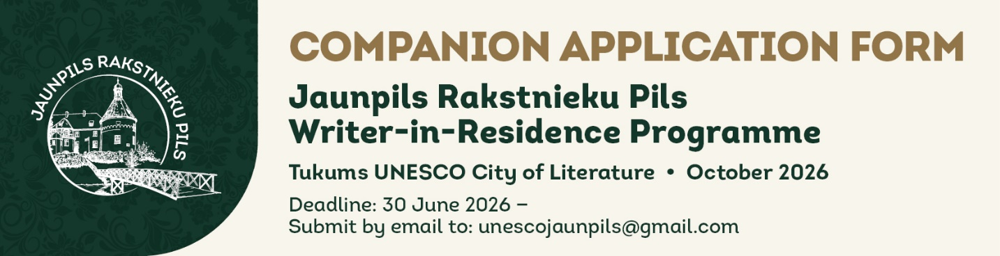 JAUNPILS RAKSTNIEKU PILS
COMPANION APPLICATION FORM
Jaunpils Rakstnieku Pils
Writer-in-Residence Programme
Tukums UNESCO City of Literature • October 2026
Deadline: 30 June 2026 –
Submit by email to: unescojaunpils@gmail.com